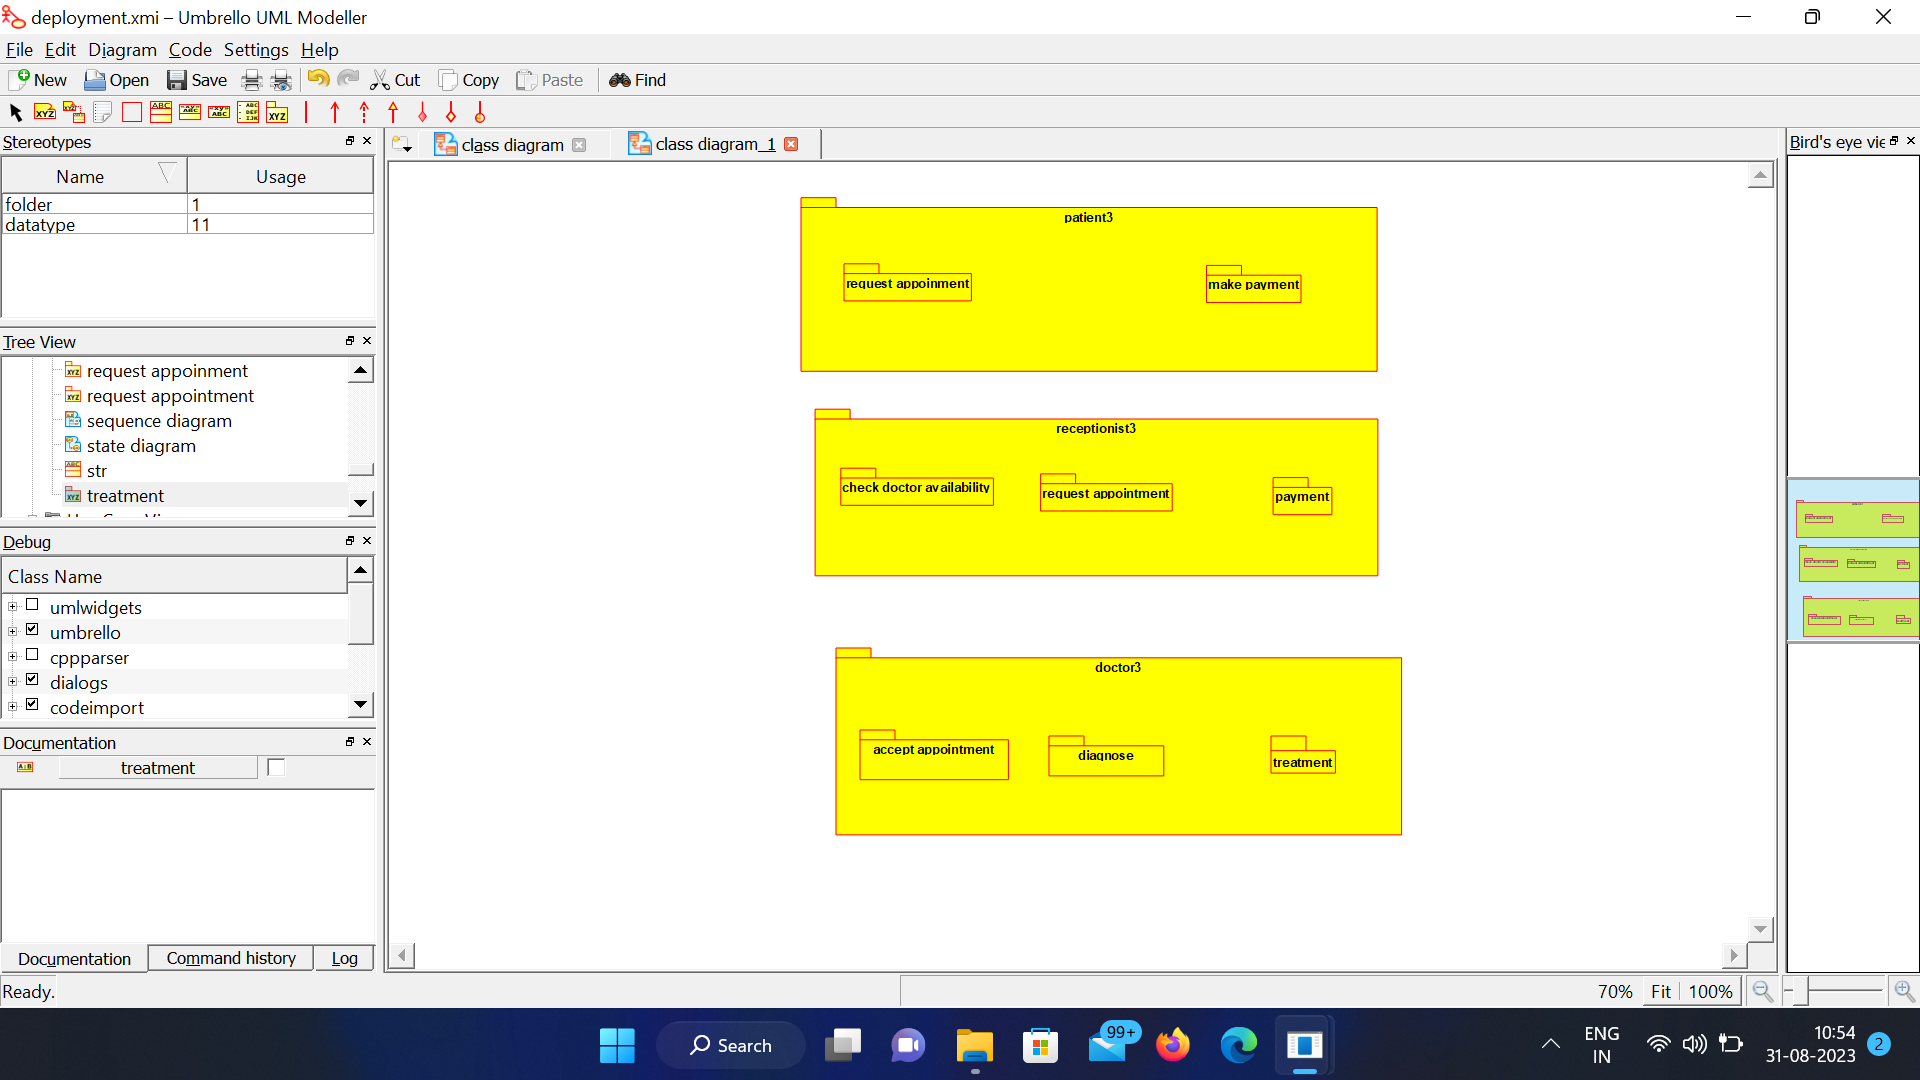 deployment.xmi – Umbrello UML Modeller
File Edit Diagram Code Settings Help
New Open Save Cut Copy Paste Find
Stereotypes
Name Usage
folder 1
datatype 11
Tree View
request appoinment
request appointment
sequence diagram
state diagram
str
treatment
Debug
Class Name
umlwidgets
umbrello
cppparser
dialogs
codeimport
Documentation
treatment
Documentation Command history Log
Ready.
class diagram class diagram_1
patient3
request appoinment make payment
receptionist3
check doctor availability request appointment payment
doctor3
accept appointment diagnose treatment
Bird's eye vie
70% Fit 100%
Search
99+
ENG
IN
10:54
31-08-2023
2